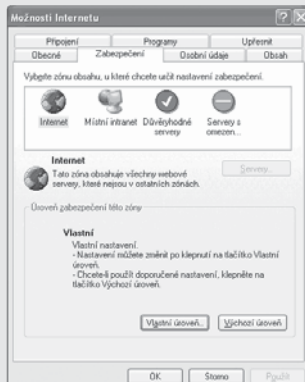 Možnosti Internetu
Připojení Programy Upřesnit
Obecné Zabezpečení Osobní údaje Obsah
Vyberte zónu obsahu, u které chcete určit nastavení zabezpečení.
Internet Místní intranet Důvěryhodné servery Servery s omezen...
Internet
Tato zóna obsahuje všechny webové
servery, které nejsou v ostatních zónách.
Servery...
Úroveň zabezpečení této zóny
Vlastní
Vlastní nastavení.
- Nastavení můžete změnit po klepnutí na tlačítko Vlastní
úroveň.
- Chcete-li použít doporučené nastavení, klepněte na
tlačítko Výchozí úroveň.
Vlastní úroveň... Výchozí úroveň
OK Storno Použít